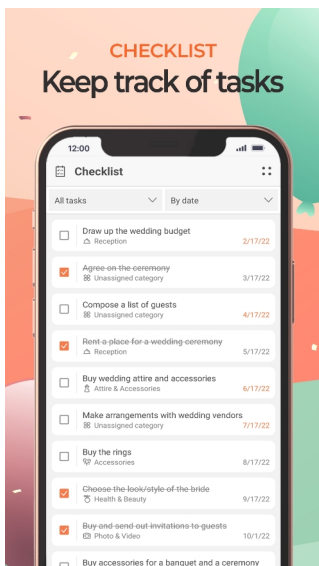 CHECKLIST
Keep track of tasks
12:00
Checklist
All tasks
By date
Draw up the wedding budget
Reception
2/17/22
Agree on the ceremony
Unassigned category
3/17/22
Compose a list of guests
Unassigned category
4/17/22
Rent a place for a wedding ceremony
Reception
5/17/22
Buy wedding attire and accessories
Attire & Accessories
6/17/22
Make arrangements with wedding vendors
Unassigned category
7/17/22
Buy the rings
Accessories
8/17/22
Choose the look/style of the bride
Health & Beauty
9/17/22
Buy and send out invitations to guests
Photo & Video
10/1/22
Buy accessories for a banquet and a ceremony